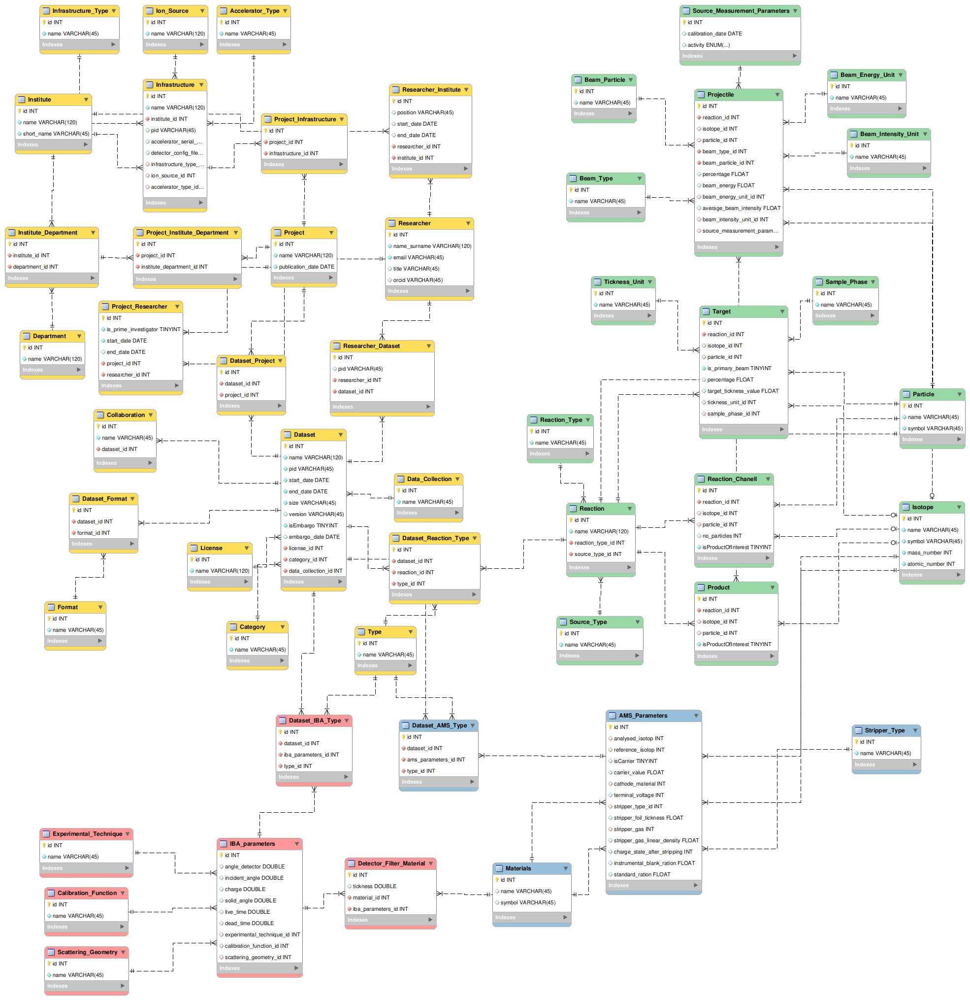 Infrastructure_Type
id INT
name VARCHAR(45)
Indexes
Ion_Source
id INT
name VARCHAR(120)
Indexes
Accelerator_Type
id INT
name VARCHAR(45)
Indexes
Source_Measurement_Parameters
id INT
calibration_date DATE
activity ENUM(...)
Indexes
Beam_Particle
id INT
name VARCHAR(45)
Indexes
Beam_Energy_Unit
id INT
name VARCHAR(45)
Indexes
Infrastructure
id INT
name VARCHAR(120)
institute_id INT
pid VARCHAR(45)
accelerator_serial_...
detector_config_file...
infrastructure_type_...
ion_source_id INT
accelerator_type_id...
Indexes
Institute
id INT
name VARCHAR(120)
short_name VARCHAR(45)
Indexes
Researcher_Institute
id INT
position VARCHAR(45)
start_date DATE
end_date DATE
researcher_id INT
institute_id INT
Indexes
Project_Infrastructure
id INT
project_id INT
infrastructure_id INT
Indexes
Projectile
id INT
reaction_id INT
isotope_id INT
particle_id INT
beam_type_id INT
beam_particle_id INT
percentage FLOAT
beam_energy FLOAT
beam_energy_unit_id INT
average_beam_intensity FLOAT
beam_intensity_unit_id INT
source_measurement_param...
Indexes
Beam_Intensity_Unit
id INT
name VARCHAR(45)
Indexes
Beam_Type
id INT
name VARCHAR(45)
Indexes
Institute_Department
id INT
institute_id INT
department_id INT
Indexes
Project_Institute_Department
id INT
project_id INT
institute_department_id INT
Indexes
Project
id INT
name VARCHAR(120)
publication_date DATE
Indexes
Researcher
id INT
name_surname VARCHAR(120)
email VARCHAR(45)
title VARCHAR(45)
orcid VARCHAR(45)
Indexes
Tickness_Unit
id INT
name VARCHAR(45)
Indexes
Sample_Phase
id INT
name VARCHAR(45)
Indexes
Project_Researcher
id INT
is_prime_investigator TINYINT
start_date DATE
end_date DATE
project_id INT
researcher_id INT
Indexes
Department
id INT
name VARCHAR(120)
Indexes
Target
id INT
reaction_id INT
isotope_id INT
particle_id INT
is_primary_beam TINYINT
percentage FLOAT
target_tickness_value FLOAT
tickness_unit_id INT
sample_phase_id INT
Indexes
Researcher_Dataset
id INT
pid VARCHAR(45)
researcher_id INT
dataset_id INT
Indexes
Dataset_Project
id INT
dataset_id INT
project_id INT
Indexes
Particle
id INT
name VARCHAR(45)
symbol VARCHAR(45)
Indexes
Collaboration
id INT
name VARCHAR(45)
dataset_id INT
Indexes
Reaction_Type
id INT
name VARCHAR(45)
Indexes
Dataset
id INT
name VARCHAR(120)
pid VARCHAR(45)
start_date DATE
end_date DATE
size VARCHAR(45)
version VARCHAR(45)
isEmbargo TINYINT
embargo_date DATE
license_id INT
category_id INT
data_collection_id INT
Indexes
Data_Collection
id INT
name VARCHAR(45)
Indexes
Reaction_Chanell
id INT
reaction_id INT
isotope_id INT
particle_id INT
no_particles INT
isProductOfInterest TINYINT
Indexes
Dataset_Format
id INT
dataset_id INT
format_id INT
Indexes
Reaction
id INT
name VARCHAR(120)
reaction_type_id INT
source_type_id INT
Indexes
Isotope
id INT
name VARCHAR(45)
symbol VARCHAR(45)
mass_number INT
atomic_number INT
Indexes
Dataset_Reaction_Type
id INT
dataset_id INT
reaction_id INT
type_id INT
Indexes
License
id INT
name VARCHAR(120)
Indexes
Product
id INT
reaction_id INT
isotope_id INT
particle_id INT
isProductOfInterest TINYINT
Indexes
Format
id INT
name VARCHAR(45)
Indexes
Category
id INT
name VARCHAR(45)
Indexes
Type
id INT
name VARCHAR(45)
Indexes
Source_Type
id INT
name VARCHAR(45)
Indexes
Dataset_IBA_Type
id INT
dataset_id INT
iba_parameters_id INT
type_id INT
Indexes
Dataset_AMS_Type
id INT
dataset_id INT
ams_parameters_id INT
type_id INT
Indexes
AMS_Parameters
id INT
analysed_isotop INT
reference_isotop INT
isCarrier TINYINT
carrier_value FLOAT
cathode_material INT
terminal_voltage INT
stripper_type_id INT
stripper_foil_tickness FLOAT
stripper_gas INT
stripper_gas_linear_density FLOAT
charge_state_after_stripping INT
instrumental_blank_ration FLOAT
standard_ration FLOAT
Indexes
Stripper_Type
id INT
name VARCHAR(45)
Indexes
Experimental_Technique
id INT
name VARCHAR(45)
Indexes
IBA_parameters
id INT
angle_detector DOUBLE
incident_angle DOUBLE
charge DOUBLE
solid_angle DOUBLE
live_time DOUBLE
dead_time DOUBLE
experimental_technique_id INT
calibration_function_id INT
scattering_geometry_id INT
Indexes
Detector_Filter_Material
id INT
tickness DOUBLE
material_id INT
iba_parameters_id INT
Indexes
Materials
id INT
name VARCHAR(45)
symbol VARCHAR(45)
Indexes
Calibration_Function
id INT
name VARCHAR(45)
Indexes
Scattering_Geometry
id INT
name VARCHAR(45)
Indexes